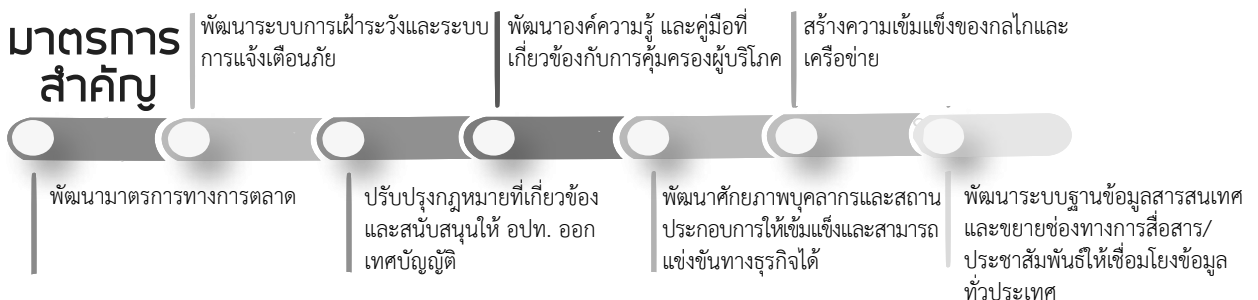 มาตรการ
สำคัญ
พัฒนาระบบการเฝ้าระวังและระบบ
การแจ้งเตือนภัย
พัฒนาองค์ความรู้ และคู่มือที่
เกี่ยวข้องกับการคุ้มครองผู้บริโภค
สร้างความเข้มแข็งของกลไกและ
เครือข่าย
พัฒนามาตรการทางการตลาด
ปรับปรุงกฎหมายที่เกี่ยวข้อง
และสนับสนุนให้ อปท. ออก
เทศบัญญัติ
พัฒนาศักยภาพบุคลากรและสถาน
ประกอบการให้เข้มแข็งและสามารถ
แข่งขันทางธุรกิจได้
พัฒนาระบบฐานข้อมูลสารสนเทศ
และขยายช่องทางการสื่อสาร/
ประชาสัมพันธ์ให้เชื่อมโยงข้อมูล
ทั่วประเทศ